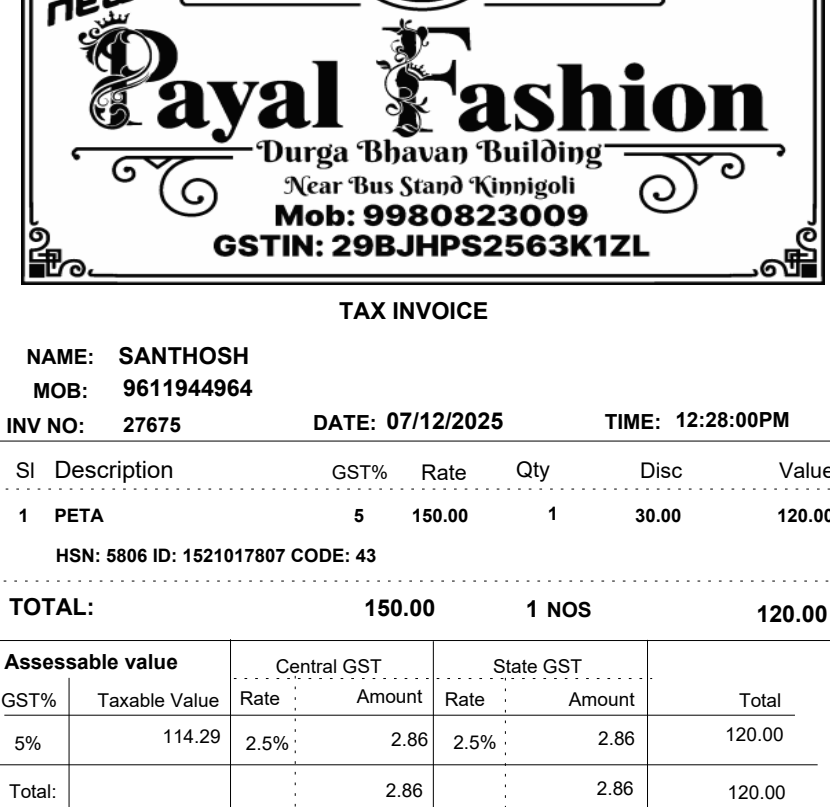 new
Payal Fashion
Durga Bhavan Building
Near Bus Stand Kinnigoli
Mob: 9980823009
GSTIN: 29BJHPS2563K1ZL
TAX INVOICE
NAME: SANTHOSH
MOB: 9611944964
INV NO: 27675 DATE: 07/12/2025 TIME: 12:28:00PM
Sl Description GST% Rate Qty Disc Value
1 PETA 5 150.00 1 30.00 120.00
HSN: 5806 ID: 1521017807 CODE: 43
TOTAL: 150.00 1 NOS 120.00
Assessable value Central GST State GST
GST% Taxable Value Rate Amount Rate Amount Total
5% 114.29 2.5% 2.86 2.5% 2.86 120.00
Total: 2.86 2.86 120.00